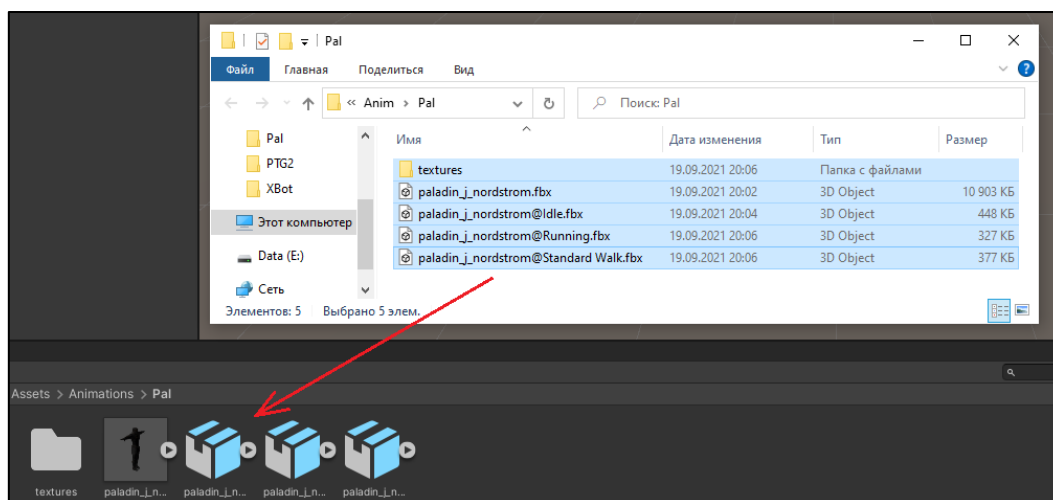 Pal
Файл Главная Поделиться Вид
« Anim > Pal Поиск: Pal
Имя Дата изменения Тип Размер
Pal
PTG2
XBot
Этот компьютер
Data (E:)
Сеть
textures 19.09.2021 20:06 Папка с файлами
paladin_j_nordstrom.fbx 19.09.2021 20:02 3D Object 10 903 КБ
paladin_j_nordstrom@Idle.fbx 19.09.2021 20:04 3D Object 448 КБ
paladin_j_nordstrom@Running.fbx 19.09.2021 20:06 3D Object 327 КБ
paladin_j_nordstrom@Standard Walk.fbx 19.09.2021 20:06 3D Object 377 КБ
Элементов: 5 Выбрано 5 элем.
Assets > Animations > Pal
textures paladin_j_n... paladin_j_n... paladin_j_n... paladin_j_n...